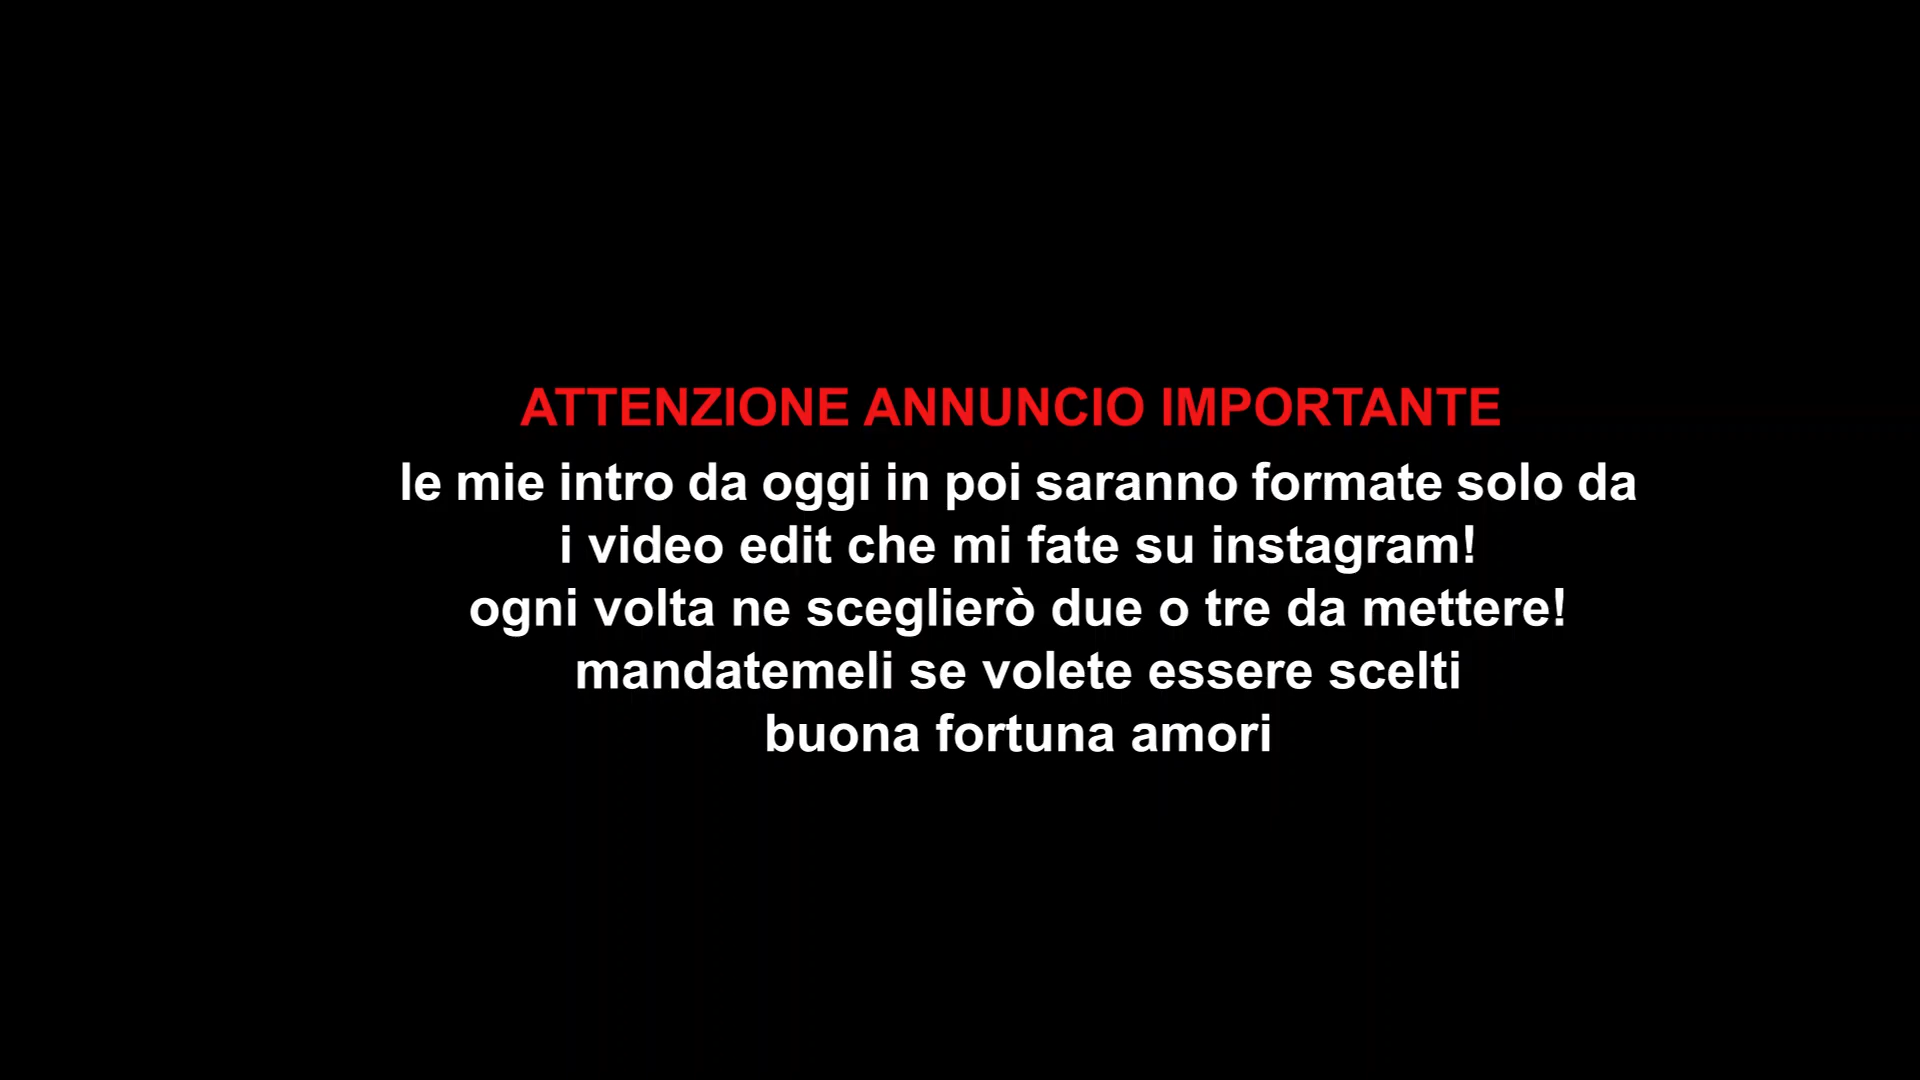 ATTENZIONE ANNUNCIO IMPORTANTE
le mie intro da oggi in poi saranno formate solo da
i video edit che mi fate su instagram!
ogni volta ne sceglierò due o tre da mettere!
mandatemeli se volete essere scelti
buona fortuna amori